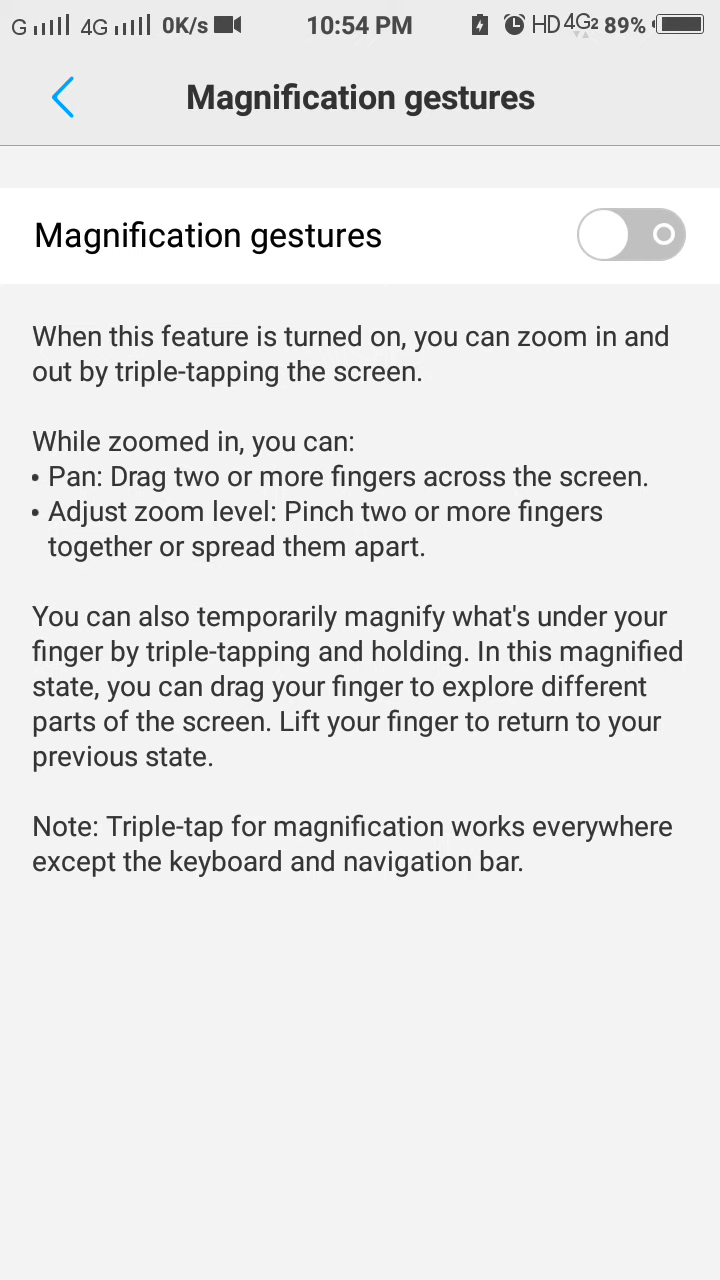 G 4G 0K/s 10:54 PM HD 4G2 89%
Magnification gestures
Magnification gestures
When this feature is turned on, you can zoom in and
out by triple-tapping the screen.
While zoomed in, you can:
• Pan: Drag two or more fingers across the screen.
• Adjust zoom level: Pinch two or more fingers
together or spread them apart.
You can also temporarily magnify what's under your
finger by triple-tapping and holding. In this magnified
state, you can drag your finger to explore different
parts of the screen. Lift your finger to return to your
previous state.
Note: Triple-tap for magnification works everywhere
except the keyboard and navigation bar.